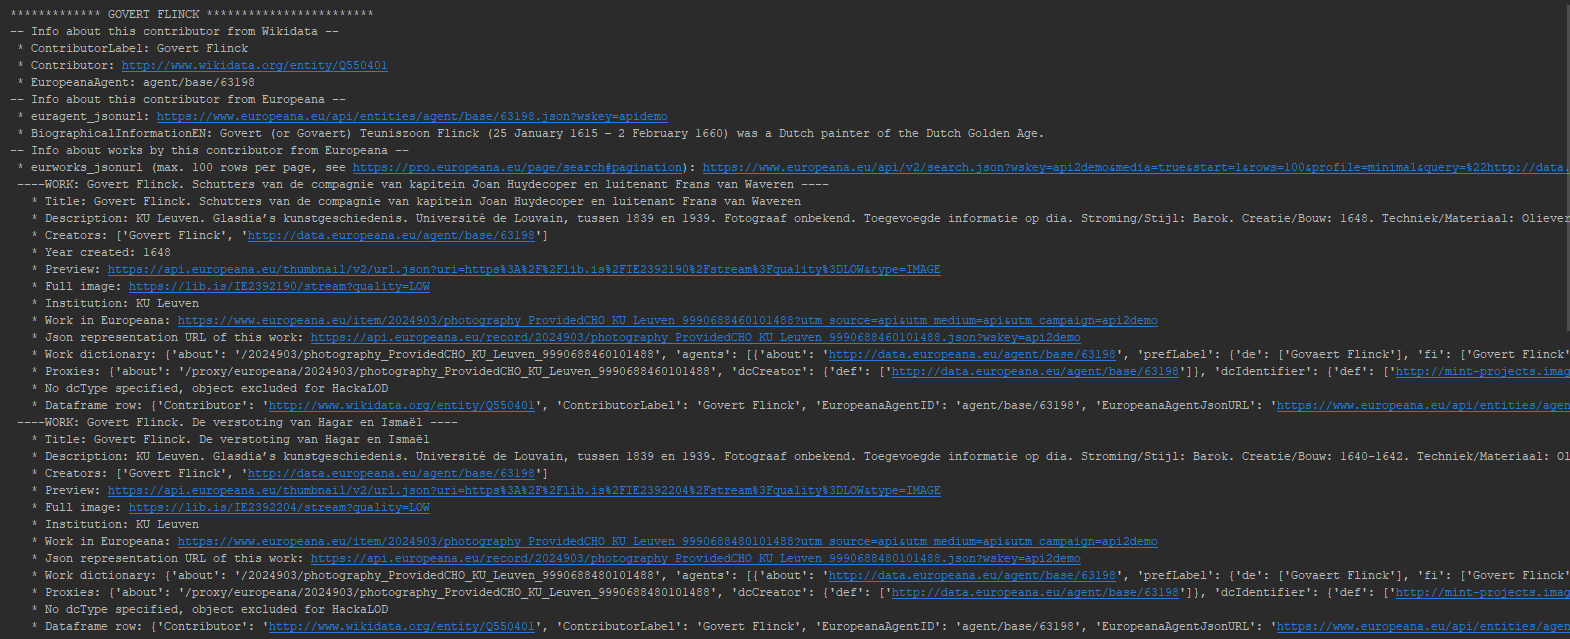 ************* GOVERT FLINCK ************************
-- Info about this contributor from Wikidata --
* ContributorLabel: Govert Flinck
* Contributor: http://www.wikidata.org/entity/Q550401
* EuropeanaAgent: agent/base/63198
-- Info about this contributor from Europeana --
* euragent_jsonurl: https://www.europeana.eu/api/entities/agent/base/63198.json?wskey=apidemo
* BiographicalInformationEN: Govert (or Govaert) Teuniszoon Flinck (25 January 1615 – 2 February 1660) was a Dutch painter of the Dutch Golden Age.
-- Info about works by this contributor from Europeana --
* eurworks_jsonurl (max. 100 rows per page, see https://pro.europeana.eu/page/search#pagination): https://www.europeana.eu/api/v2/search.json?wskey=api2demo&media=true&start=1&rows=100&profile=minimal&query=%22http://data.
----WORK: Govert Flinck. Schutters van de compagnie van kapitein Joan Huydecoper en luitenant Frans van Waveren ----
* Title: Govert Flinck. Schutters van de compagnie van kapitein Joan Huydecoper en luitenant Frans van Waveren
* Description: KU Leuven. Glasdia's kunstgeschiedenis. Université de Louvain, tussen 1839 en 1939. Fotograaf onbekend. Toegevoegde informatie op dia. Stroming/Stijl: Barok. Creatie/Bouw: 1648. Techniek/Materiaal: Oliever
* Creators: ['Govert Flinck', 'http://data.europeana.eu/agent/base/63198']
* Year created: 1648
* Preview: https://api.europeana.eu/thumbnail/v2/url.json?uri=https%3A%2F%2Flib.is%2FIE2392190%2Fstream%3Fquality%3DLOW&type=IMAGE
* Full image: https://lib.is/IE2392190/stream?quality=LOW
* Institution: KU Leuven
* Work in Europeana: https://www.europeana.eu/item/2024903/photography_ProvidedCHO_KU_Leuven_9990688460101488?utm_source=api&utm_medium=api&utm_campaign=api2demo
* Json representation URL of this work: https://api.europeana.eu/record/2024903/photography_ProvidedCHO_KU_Leuven_9990688460101488.json?wskey=api2demo
* Work dictionary: {'about': '/2024903/photography_ProvidedCHO_KU_Leuven_9990688460101488', 'agents': [{'about': 'http://data.europeana.eu/agent/base/63198', 'prefLabel': {'de': ['Govaert Flinck'], 'fi': ['Govert Flinck'
* Proxies: {'about': '/proxy/europeana/2024903/photography_ProvidedCHO_KU_Leuven_9990688460101488', 'dcCreator': {'def': ['http://data.europeana.eu/agent/base/63198']}, 'dcIdentifier': {'def': ['http://mint-projects.imag
* No dcType specified, object excluded for HackaLOD
* Dataframe row: {'Contributor': 'http://www.wikidata.org/entity/Q550401', 'ContributorLabel': 'Govert Flinck', 'EuropeanaAgentID': 'agent/base/63198', 'EuropeanaAgentJsonURL': 'https://www.europeana.eu/api/entities/agen
----WORK: Govert Flinck. De verstoting van Hagar en Ismaël ----
* Title: Govert Flinck. De verstoting van Hagar en Ismaël
* Description: KU Leuven. Glasdia's kunstgeschiedenis. Université de Louvain, tussen 1839 en 1939. Fotograaf onbekend. Toegevoegde informatie op dia. Stroming/Stijl: Barok. Creatie/Bouw: 1640-1642. Techniek/Materiaal: Ol
* Creators: ['Govert Flinck', 'http://data.europeana.eu/agent/base/63198']
* Preview: https://api.europeana.eu/thumbnail/v2/url.json?uri=https%3A%2F%2Flib.is%2FIE2392204%2Fstream%3Fquality%3DLOW&type=IMAGE
* Full image: https://lib.is/IE2392204/stream?quality=LOW
* Institution: KU Leuven
* Work in Europeana: https://www.europeana.eu/item/2024903/photography_ProvidedCHO_KU_Leuven_9990688480101488?utm_source=api&utm_medium=api&utm_campaign=api2demo
* Json representation URL of this work: https://api.europeana.eu/record/2024903/photography_ProvidedCHO_KU_Leuven_9990688480101488.json?wskey=api2demo
* Work dictionary: {'about': '/2024903/photography_ProvidedCHO_KU_Leuven_9990688480101488', 'agents': [{'about': 'http://data.europeana.eu/agent/base/63198', 'prefLabel': {'de': ['Govaert Flinck'], 'fi': ['Govert Flinck'
* Proxies: {'about': '/proxy/europeana/2024903/photography_ProvidedCHO_KU_Leuven_9990688480101488', 'dcCreator': {'def': ['http://data.europeana.eu/agent/base/63198']}, 'dcIdentifier': {'def': ['http://mint-projects.imag
* No dcType specified, object excluded for HackaLOD
* Dataframe row: {'Contributor': 'http://www.wikidata.org/entity/Q550401', 'ContributorLabel': 'Govert Flinck', 'EuropeanaAgentID': 'agent/base/63198', 'EuropeanaAgentJsonURL': 'https://www.europeana.eu/api/entities/agen